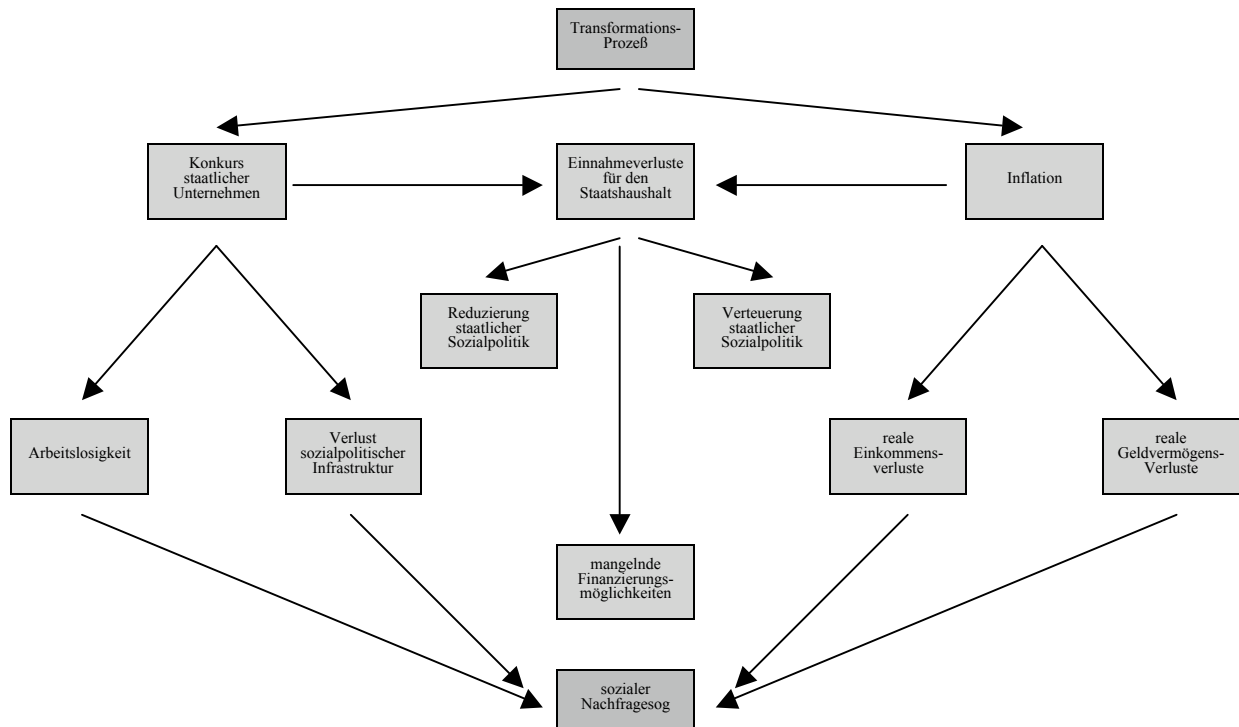 Transformations-
Prozeß
Konkurs
staatlicher
Unternehmen
Einnahmeverluste
für den
Staatshaushalt
Inflation
Reduzierung
staatlicher
Sozialpolitik
Verteuerung
staatlicher
Sozialpolitik
Arbeitslosigkeit
Verlust
sozialpolitischer
Infrastruktur
reale
Einkommens-
verluste
reale
Geldvermögens-
Verluste
mangelnde
Finanzierungs-
möglichkeiten
sozialer
Nachfragesog